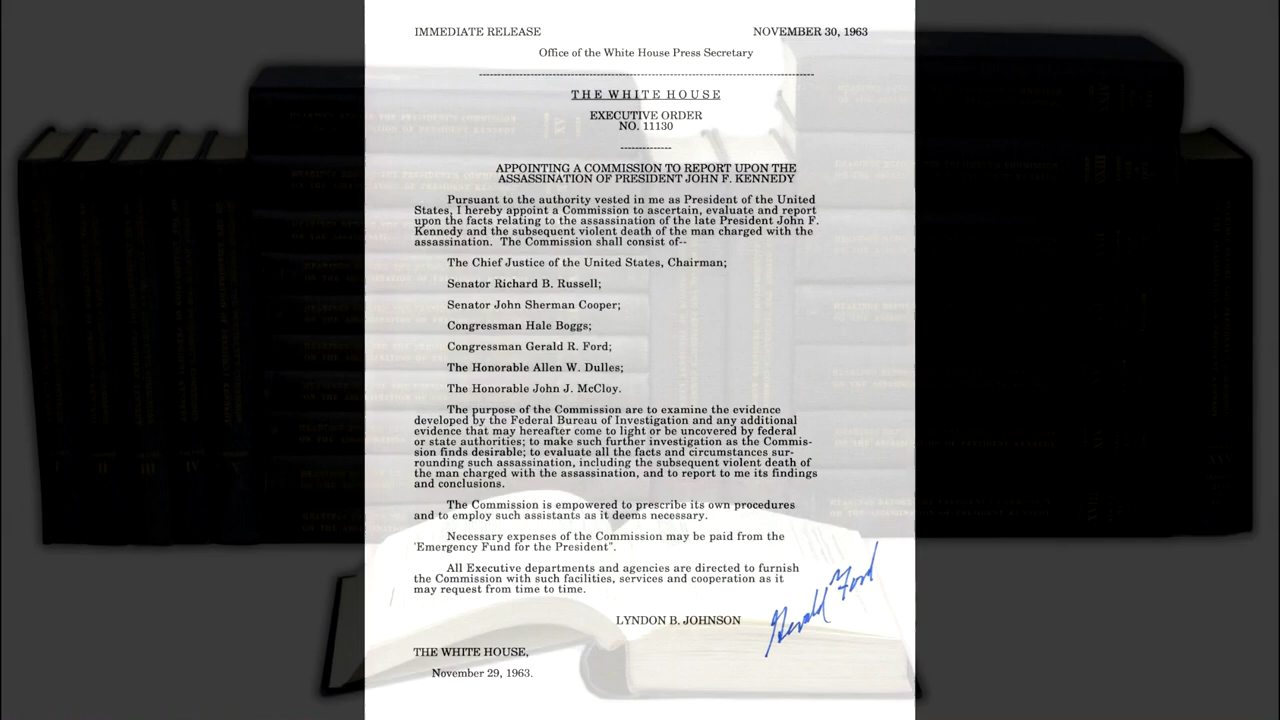 IMMEDIATE RELEASE NOVEMBER 30, 1963
Office of the White House Press Secretary
THE WHITE HOUSE
EXECUTIVE ORDER
NO. 11130
APPOINTING A COMMISSION TO REPORT UPON THE
ASSASSINATION OF PRESIDENT JOHN F. KENNEDY
Pursuant to the authority vested in me as President of the United
States, I hereby appoint a Commission to ascertain, evaluate and report
upon the facts relating to the assassination of the late President John F.
Kennedy and the subsequent violent death of the man charged with the
assassination. The Commission shall consist of--
The Chief Justice of the United States, Chairman;
Senator Richard B. Russell;
Senator John Sherman Cooper;
Congressman Hale Boggs;
Congressman Gerald R. Ford;
The Honorable Allen W. Dulles;
The Honorable John J. McCloy.
The purpose of the Commission are to examine the evidence
developed by the Federal Bureau of Investigation and any additional
evidence that may hereafter come to light or be uncovered by federal
or state authorities; to make such further investigation as the Commis-
sion finds desirable; to evaluate all the facts and circumstances sur-
rounding such assassination, including the subsequent violent death of
the man charged with the assassination, and to report to me its findings
and conclusions.
The Commission is empowered to prescribe its own procedures
and to employ such assistants as it deems necessary.
Necessary expenses of the Commission may be paid from the
'Emergency Fund for the President".
All Executive departments and agencies are directed to furnish
the Commission with such facilities, services and cooperation as it
may request from time to time.
LYNDON B. JOHNSON
Gerald Ford
THE WHITE HOUSE,
November 29, 1963.